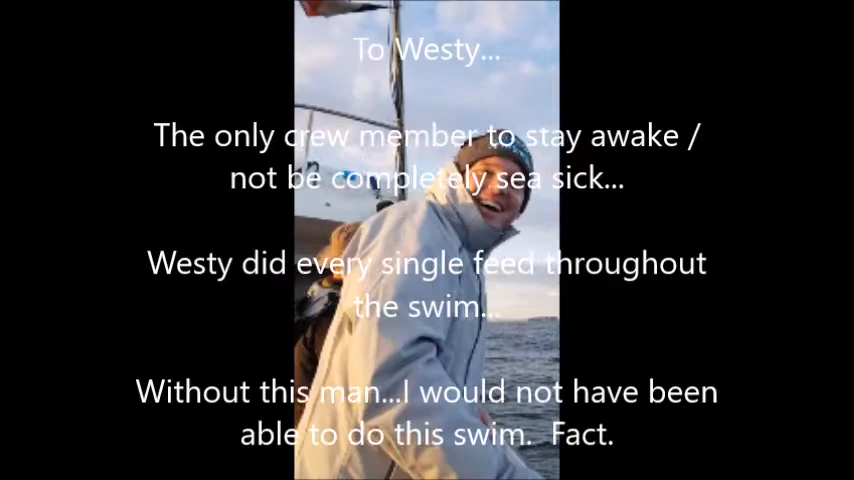 To Westy...
The only crew member to stay awake /
not be completely sea sick...
Westy did every single feed throughout
the swim...
Without this man...I would not have been
able to do this swim.  Fact.